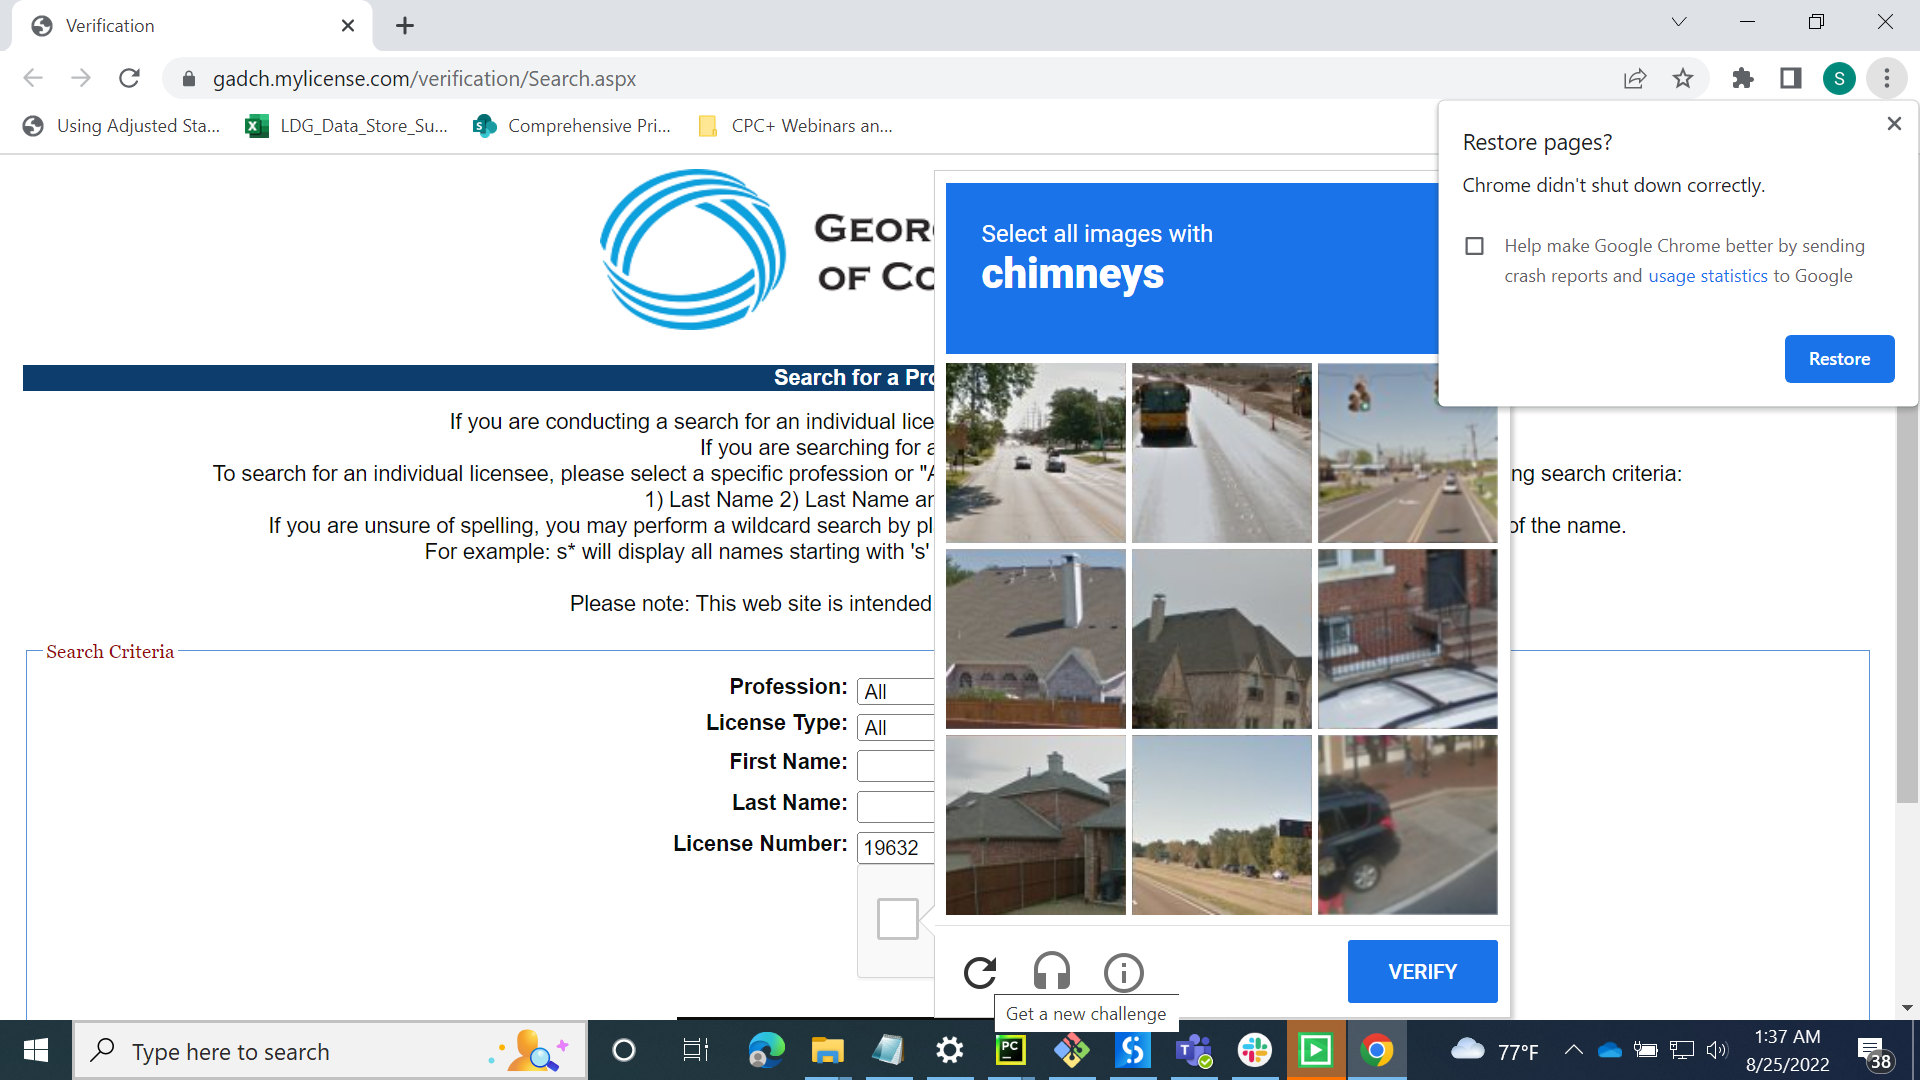 Verification
gadch.mylicense.com/verification/Search.aspx
S
Using Adjusted Sta...
LDG_Data_Store_Su...
Comprehensive Pri...
CPC+ Webinars an...
Restore pages?
Chrome didn't shut down correctly.
Help make Google Chrome better by sending
crash reports and usage statistics to Google
Restore
GEOR
OF CO
Select all images with
chimneys
Search for a Pro
If you are conducting a search for an individual lice
If you are searching for a
To search for an individual licensee, please select a specific profession or "A
ng search criteria:
1) Last Name 2) Last Name an
If you are unsure of spelling, you may perform a wildcard search by pl
of the name.
For example: s* will display all names starting with 's'
Please note: This web site is intended
Search Criteria
Profession:
All
License Type:
All
First Name:
Last Name:
License Number:
19632
VERIFY
Get a new challenge
Type here to search
PC
77°F
1:37 AM
8/25/2022
38